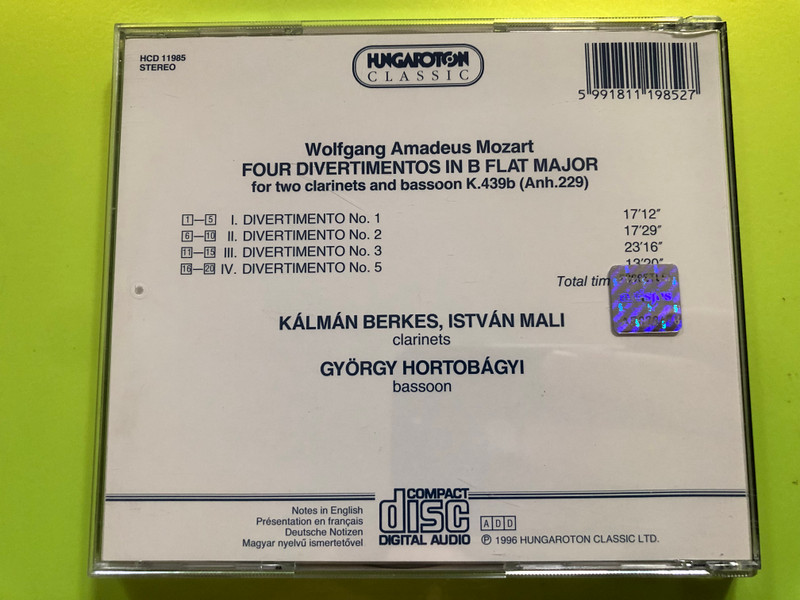 HCD 11985
STEREO
HUNGAROTON
CLASSIC
5 991811 198527
Wolfgang Amadeus Mozart
FOUR DIVERTIMENTOS IN B FLAT MAJOR
for two clarinets and bassoon K.439b (Anh.229)
1—5 I. DIVERTIMENTO No. 1 17'12"
6—10 II. DIVERTIMENTO No. 2 17'29"
11—15 III. DIVERTIMENTO No. 3 23'16"
16—20 IV. DIVERTIMENTO No. 5 13'20"
Total
KÁLMÁN BERKES, ISTVÁN MALI
clarinets
GYÖRGY HORTOBÁGYI
bassoon
Notes in English
Présentation en français
Deutsche Notizen
Magyar nyelvű ismertetővel
COMPACT
disc
DIGITAL AUDIO
ADD
℗ 1996 HUNGAROTON CLASSIC LTD.